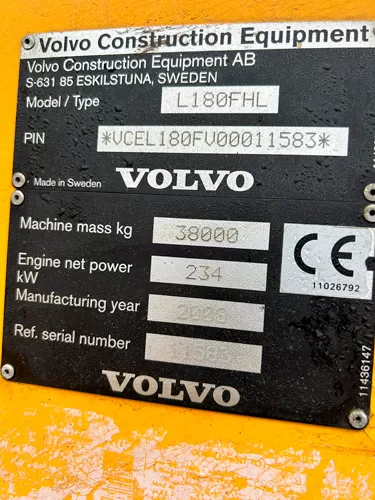 Volvo Construction Equipment
Volvo Construction Equipment AB
S-631 85 ESKILSTUNA, SWEDEN
Model / Type L180FHL
PIN *VCEL180FV00011583*
Made in Sweden VOLVO
Machine mass kg 38000
Engine net power kW 234
CE
11026792
Manufacturing year 2008
Ref. serial number 11583
11436147
VOLVO